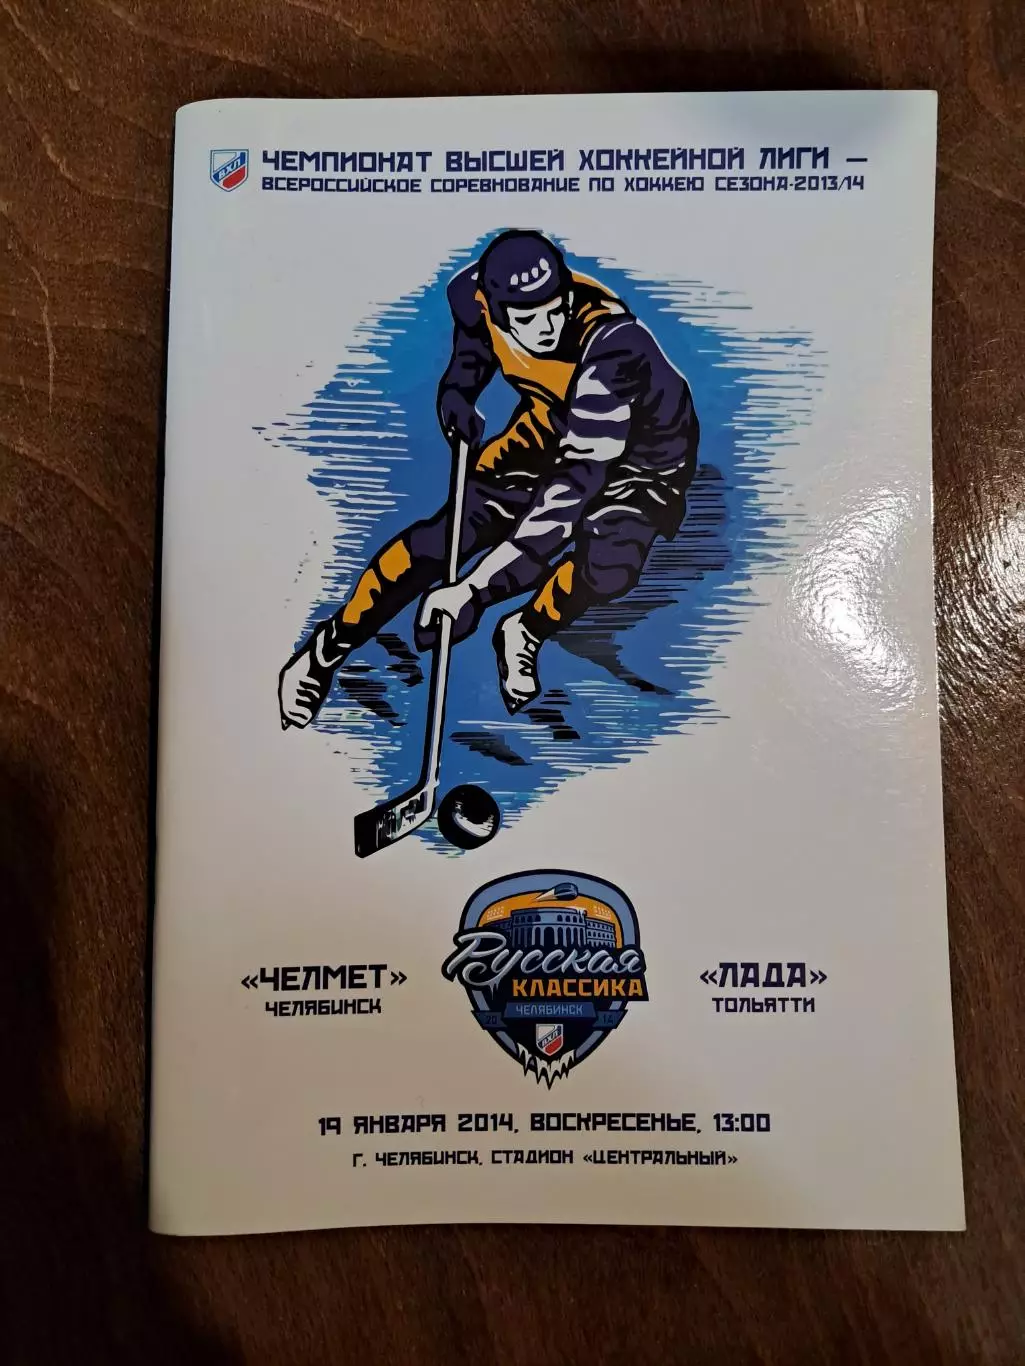 ВХЛ
ЧЕМПИОНАТ ВЫСШЕЙ ХОККЕЙНОЙ ЛИГИ –
ВСЕРОССИЙСКОЕ СОРЕВНОВАНИЕ ПО ХОККЕЮ СЕЗОНА-2013/14
Русская
КЛАССИКА
ЧЕЛЯБИНСК
20 14
ВХЛ
«ЧЕЛМЕТ»
ЧЕЛЯБИНСК
«ЛАДА»
ТОЛЬЯТТИ
19 ЯНВАРЯ 2014, ВОСКРЕСЕНЬЕ, 13:00
Г. ЧЕЛЯБИНСК, СТАДИОН «ЦЕНТРАЛЬНЫЙ»